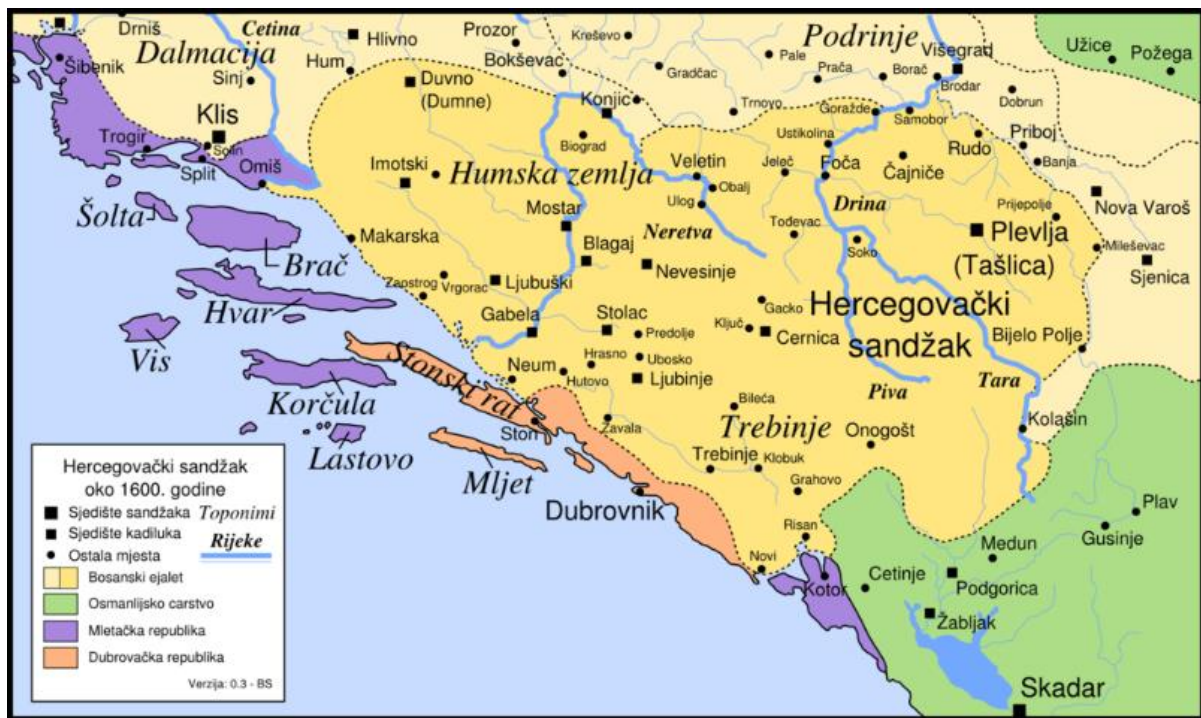 Drniš
Cetina
Hlivno
Prozor
Kreševo
Podrinje
Višegrad
Užice
Požega
Dalmacija
Šibenik
Sinj
Hum
Bokševac
Gradčac
Pale
Prača
Borač
Brodar
Duvno
(Dumne)
Konjic
Trnovo
Goražde
Samobor
Dobrun
Klis
Trogir
Solin
Split
Omiš
Biograd
Ustikolina
Rudo
Priboj
Banja
Imotski
Humska zemlja
Veletin
Obalj
Ulog
Jeleč
Foča
Čajniče
Šolta
Mostar
Neretva
Todevac
Drina
Prijepolje
Nova Varoš
Brač
Makarska
Blagaj
Nevesinje
Soko
Plevlja
(Tašlica)
Mileševac
Sjenica
Zapstrog
Vrgorac
Ljubuški
Hvar
Gabela
Stolac
Gacko
Hercegovački
sandžak
Predolje
Ključ
Cernica
Bijelo Polje
Vis
Stonski rat
Neum
Hrasno
Ubosko
Hutovo
Ljubinje
Piva
Tara
Korčula
Bileća
Kolašin
Ston
Zavala
Trebinje
Onogošt
Lastovo
Mljet
Trebinje
Klobuk
Grahovo
Dubrovnik
Risan
Plav
Gusinje
Novi
Kotor
Cetinje
Medun
Podgorica
Žabljak
Skadar
Hercegovački sandžak
oko 1600. godine
Sjedište sandžaka
Toponimi
Sjedište kadiluka
Rijeke
Ostala mjesta
Bosanski ejalet
Osmanlijsko carstvo
Mletačka republika
Dubrovačka republika
Verzija: 0.3 - BS